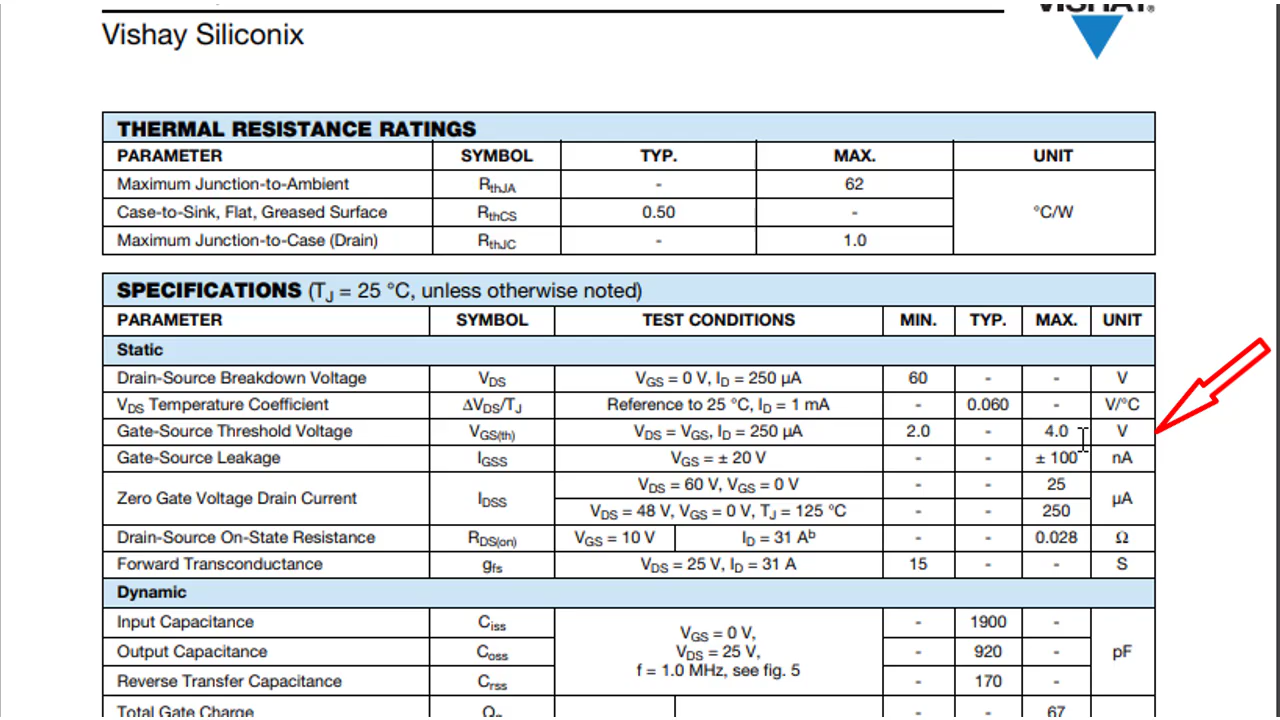 VISHAY®
Vishay Siliconix
THERMAL RESISTANCE RATINGS
PARAMETER SYMBOL TYP. MAX. UNIT
Maximum Junction-to-Ambient RthJA - 62 °C/W
Case-to-Sink, Flat, Greased Surface RthCS 0.50 -
Maximum Junction-to-Case (Drain) RthJC - 1.0
SPECIFICATIONS (TJ = 25 °C, unless otherwise noted)
PARAMETER SYMBOL TEST CONDITIONS MIN. TYP. MAX. UNIT
Static
Drain-Source Breakdown Voltage VDS VGS = 0 V, ID = 250 µA 60 - - V
VDS Temperature Coefficient ΔVDS/TJ Reference to 25 °C, ID = 1 mA - 0.060 - V/°C
Gate-Source Threshold Voltage VGS(th) VDS = VGS, ID = 250 µA 2.0 - 4.0 V
Gate-Source Leakage IGSS VGS = ± 20 V - - ± 100 nA
Zero Gate Voltage Drain Current IDSS VDS = 60 V, VGS = 0 V - - 25 µA
VDS = 48 V, VGS = 0 V, TJ = 125 °C - - 250
Drain-Source On-State Resistance RDS(on) VGS = 10 V ID = 31 Ab - - 0.028 Ω
Forward Transconductance gfs VDS = 25 V, ID = 31 A 15 - - S
Dynamic
Input Capacitance Ciss VGS = 0 V, VDS = 25 V, f = 1.0 MHz, see fig. 5 - 1900 - pF
Output Capacitance Coss - 920 -
Reverse Transfer Capacitance Crss - 170 -
Total Gate Charge Qg - - 67